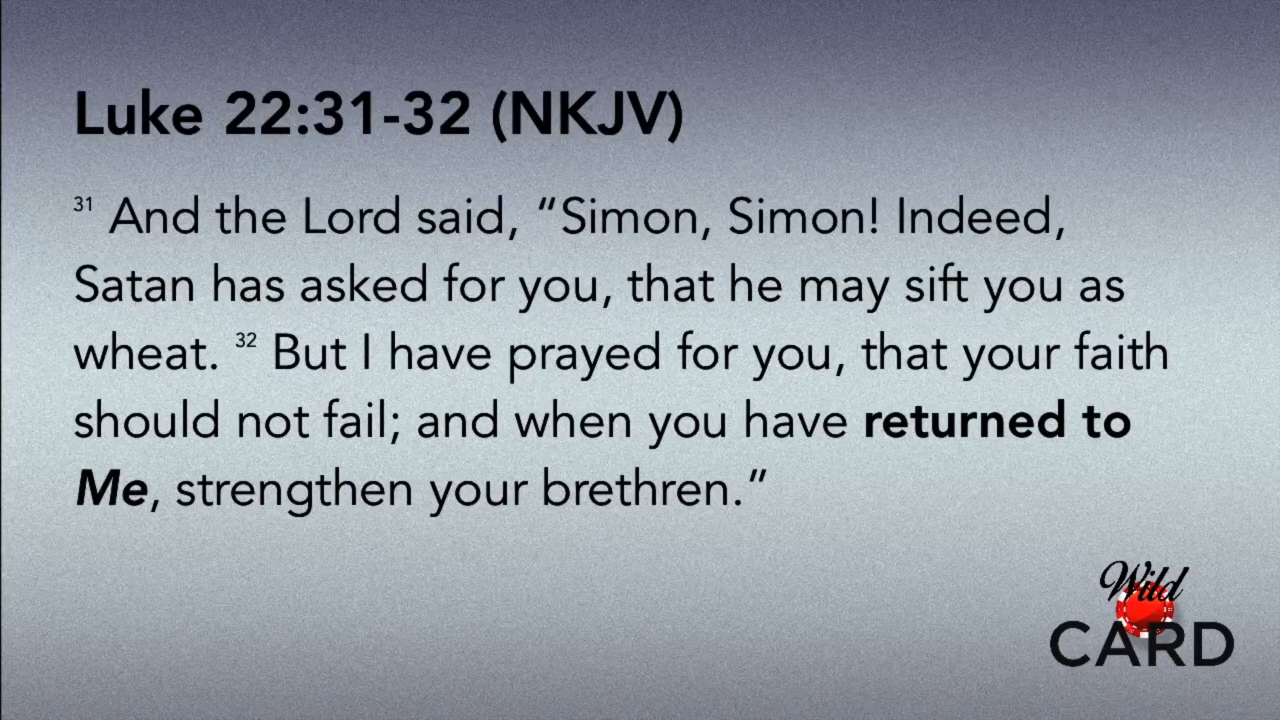 Luke 22:31-32 (NKJV)
31 And the Lord said, “Simon, Simon! Indeed,
Satan has asked for you, that he may sift you as
wheat. 32 But I have prayed for you, that your faith
should not fail; and when you have returned to
Me, strengthen your brethren.”
Wild
CARD